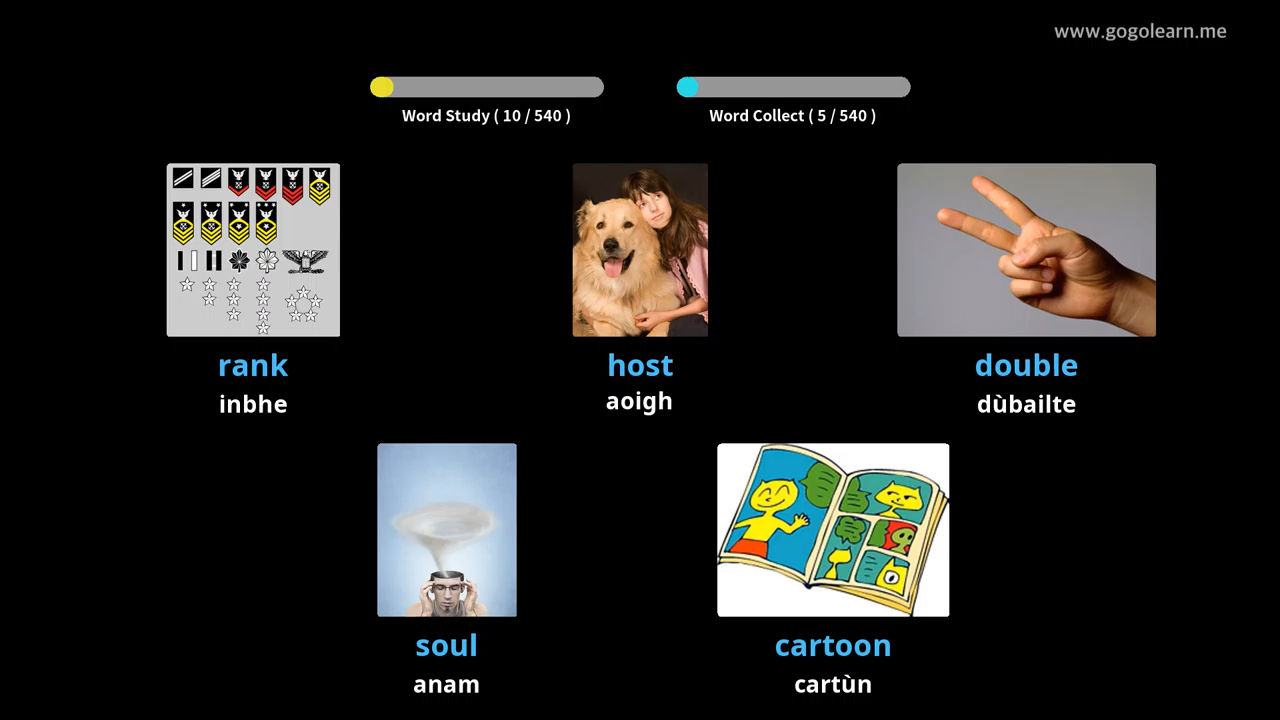 www.gogolearn.me
Word Study ( 10 / 540 )
Word Collect ( 5 / 540 )
rank
inbhe
host
aoigh
double
dùbailte
soul
anam
cartoon
cartùn